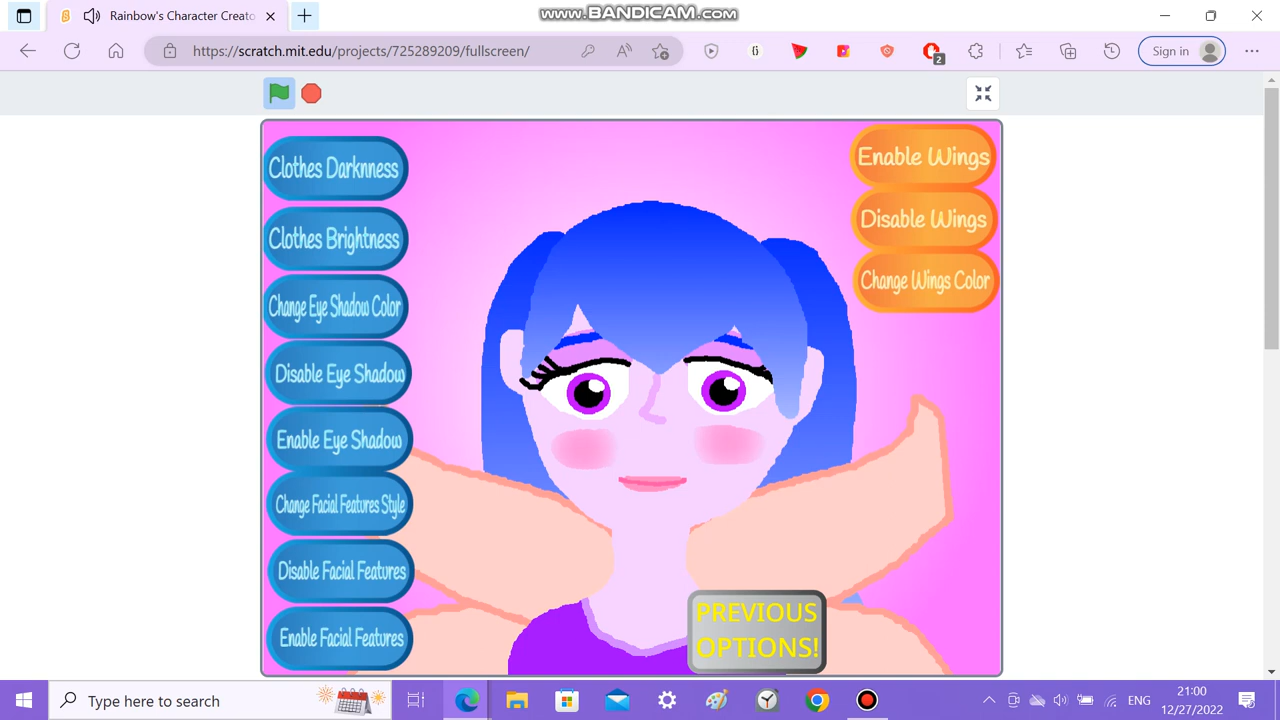 www.BANDICAM.com
Rainbow's Character Creato
https://scratch.mit.edu/projects/725289209/fullscreen/
2
Sign in
Clothes Darknness
Clothes Brightness
Change Eye Shadow Color
Disable Eye Shadow
Enable Eye Shadow
Change Facial Features Style
Disable Facial Features
Enable Facial Features
Enable Wings
Disable Wings
Change Wings Color
PREVIOUS
OPTIONS!
Type here to search
ENG
21:00
12/27/2022